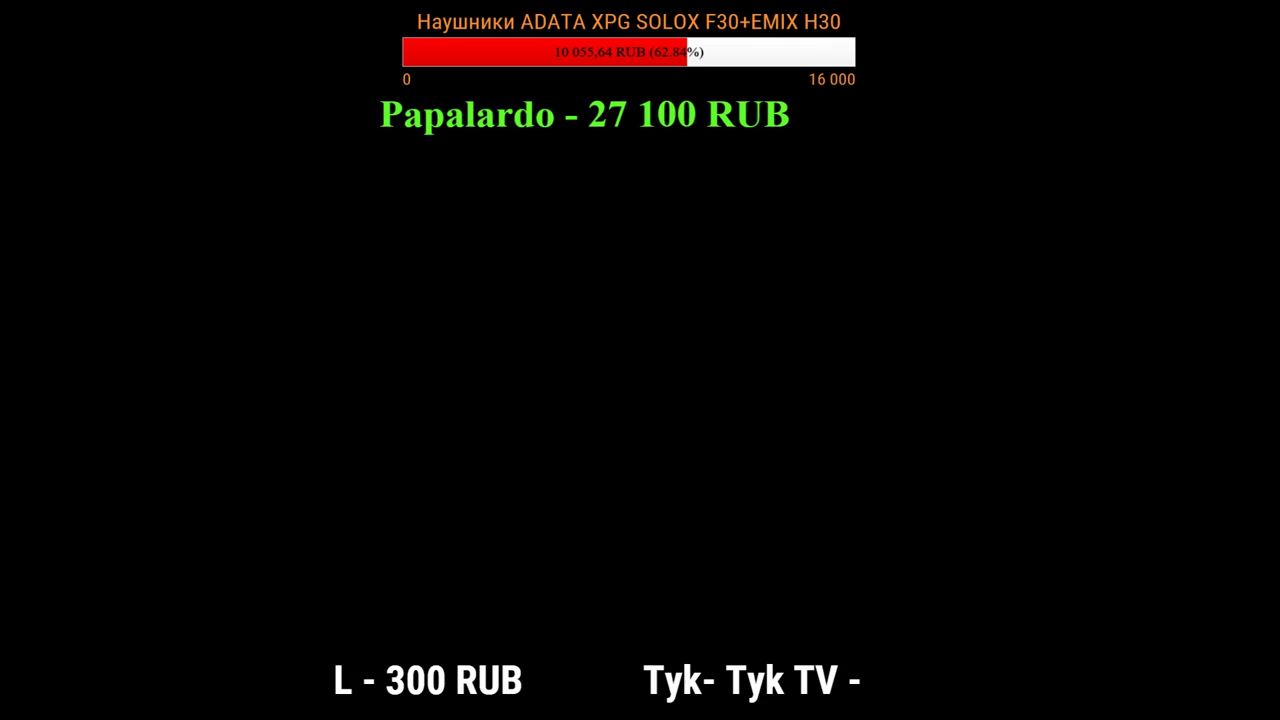 Наушники ADATA XPG SOLOX F30+EMIX H30
10 055,64 RUB (62.84%)
0 16 000
Papalardo - 27 100 RUB
L - 300 RUB Tyk- Tyk TV -